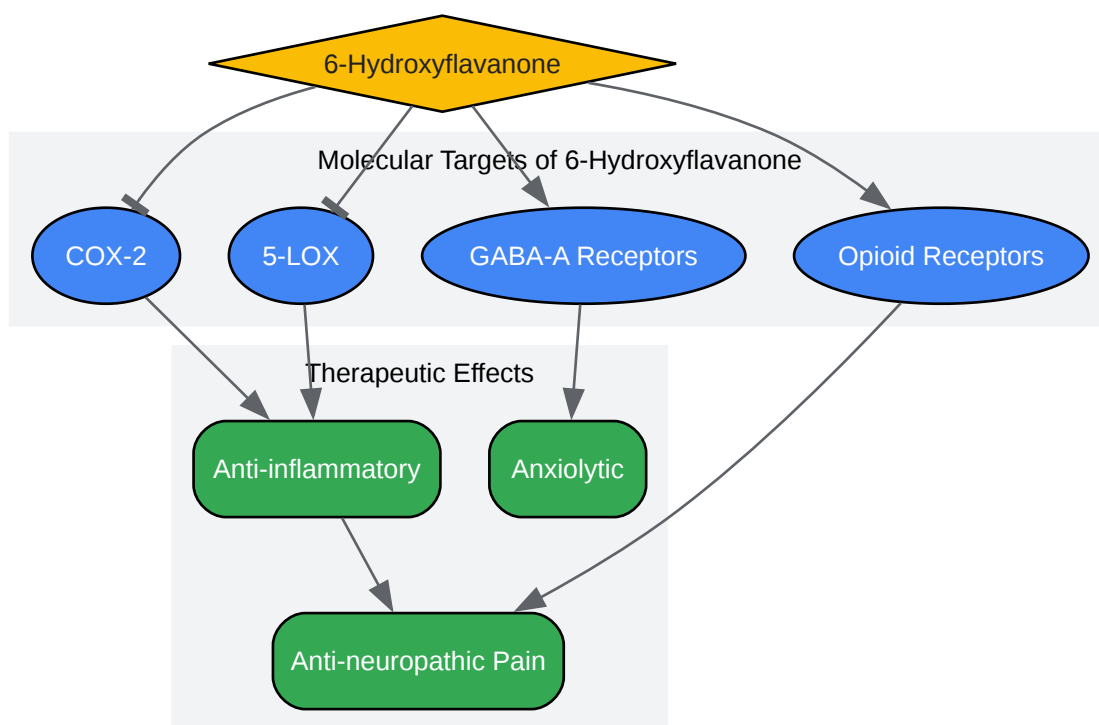 6-Hydroxyflavanone
Molecular Targets of 6-Hydroxyflavanone
COX-2
5-LOX
GABA-A Receptors
Opioid Receptors
Therapeutic Effects
Anti-inflammatory
Anxiolytic
Anti-neuropathic Pain